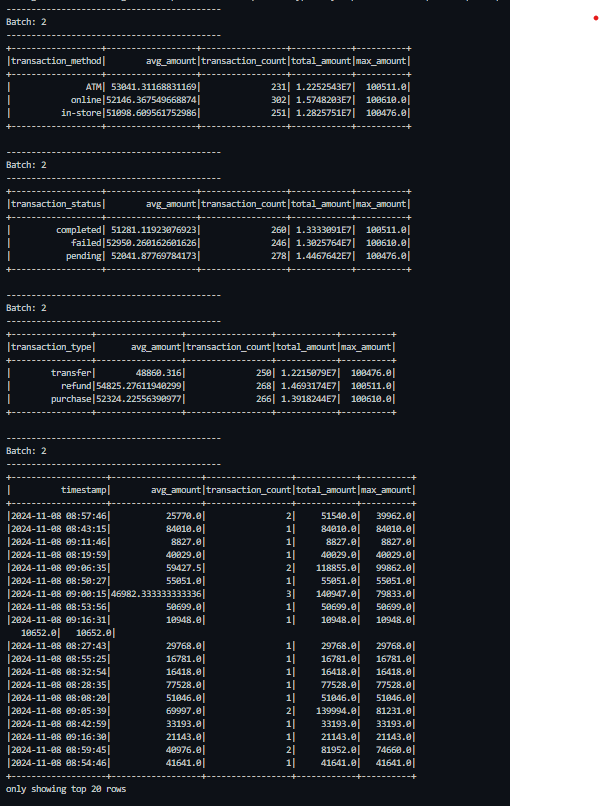 -------------------------------------------
Batch: 2
-------------------------------------------
+------------------+-----------------+-----------------+------------+----------+
|transaction_method|       avg_amount|transaction_count|total_amount|max_amount|
+------------------+-----------------+-----------------+------------+----------+
|               ATM| 53041.31168831169|              231| 1.2252543E7|  100511.0|
|            online|52146.367549668874|              302| 1.5748203E7|  100610.0|
|          in-store|51098.609561752986|              251| 1.2825751E7|  100476.0|
+------------------+-----------------+-----------------+------------+----------+
-------------------------------------------
Batch: 2
-------------------------------------------
+------------------+-----------------+-----------------+------------+----------+
|transaction_status|       avg_amount|transaction_count|total_amount|max_amount|
+------------------+-----------------+-----------------+------------+----------+
|         completed| 51281.11923076923|              260| 1.3333091E7|  100511.0|
|            failed|52950.260162601626|              246| 1.3025764E7|  100610.0|
|           pending| 52041.87769784173|              278| 1.4467642E7|  100476.0|
+------------------+-----------------+-----------------+------------+----------+
-------------------------------------------
Batch: 2
-------------------------------------------
+----------------+-----------------+-----------------+------------+----------+
|transaction_type|       avg_amount|transaction_count|total_amount|max_amount|
+----------------+-----------------+-----------------+------------+----------+
|        transfer|        48860.316|              250| 1.2215079E7|  100476.0|
|          refund|54825.27611940299|              268| 1.4693174E7|  100511.0|
|        purchase|52324.22556390977|              266| 1.3918244E7|  100610.0|
+----------------+-----------------+-----------------+------------+----------+
-------------------------------------------
Batch: 2
-------------------------------------------
+-------------------+------------------+-----------------+------------+----------+
|          timestamp|        avg_amount|transaction_count|total_amount|max_amount|
+-------------------+------------------+-----------------+------------+----------+
|2024-11-08 08:57:46|           25770.0|                2|     51540.0|   39962.0|
|2024-11-08 08:43:15|           84010.0|                1|     84010.0|   84010.0|
|2024-11-08 09:11:46|            8827.0|                1|      8827.0|    8827.0|
|2024-11-08 08:19:59|           40029.0|                1|     40029.0|   40029.0|
|2024-11-08 09:06:35|           59427.5|                2|    118855.0|   99862.0|
|2024-11-08 08:50:27|           55051.0|                1|     55051.0|   55051.0|
|2024-11-08 09:00:15|46982.333333333336|                3|    140947.0|   79833.0|
|2024-11-08 08:53:56|           50699.0|                1|     50699.0|   50699.0|
|2024-11-08 09:16:31|           10948.0|                1|     10948.0|   10948.0|
   10652.0|   10652.0|
|2024-11-08 08:27:43|           29768.0|                1|     29768.0|   29768.0|
|2024-11-08 08:55:25|           16781.0|                1|     16781.0|   16781.0|
|2024-11-08 08:32:54|           16418.0|                1|     16418.0|   16418.0|
|2024-11-08 08:28:35|           77528.0|                1|     77528.0|   77528.0|
|2024-11-08 08:08:20|           51046.0|                1|     51046.0|   51046.0|
|2024-11-08 09:05:39|           69997.0|                2|    139994.0|   81231.0|
|2024-11-08 08:42:59|           33193.0|                1|     33193.0|   33193.0|
|2024-11-08 09:16:30|           21143.0|                1|     21143.0|   21143.0|
|2024-11-08 08:59:45|           40976.0|                2|     81952.0|   74660.0|
|2024-11-08 08:54:46|           41641.0|                1|     41641.0|   41641.0|
+-------------------+------------------+-----------------+------------+----------+
only showing top 20 rows